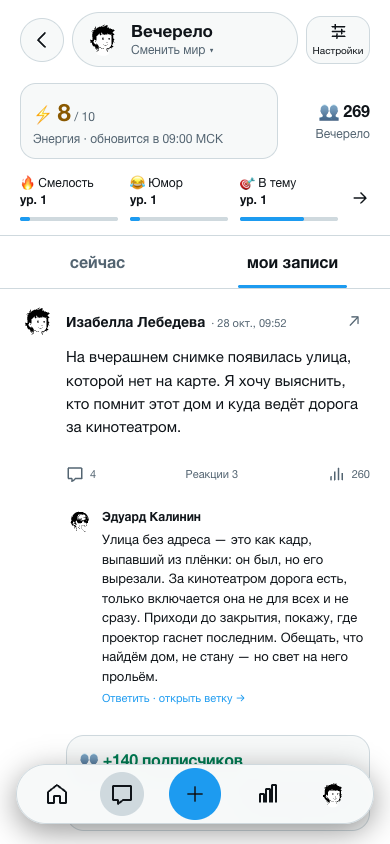 Вечерело
Сменить мир ▾
Настройки
⚡ 8 / 10
Энергия · обновится в 09:00 МСК
👥 269
Вечерело
🔥 Смелость
ур. 1
😂 Юмор
ур. 1
🎯 В тему
ур. 1
→
сейчас
мои записи
Изабелла Лебедева · 28 окт., 09:52
На вчерашнем снимке появилась улица,
которой нет на карте. Я хочу выяснить,
кто помнит этот дом и куда ведёт дорога
за кинотеатром.
4
Реакции 3
260
Эдуард Калинин
Улица без адреса — это как кадр,
выпавший из плёнки: он был, но его
вырезали. За кинотеатром дорога есть,
только включается она не для всех и не
сразу. Приходи до закрытия, покажу, где
проектор гаснет последним. Обещать, что
найдём дом, не стану — но свет на него
прольём.
Ответить · открыть ветку →
👥 +140 подписчиков